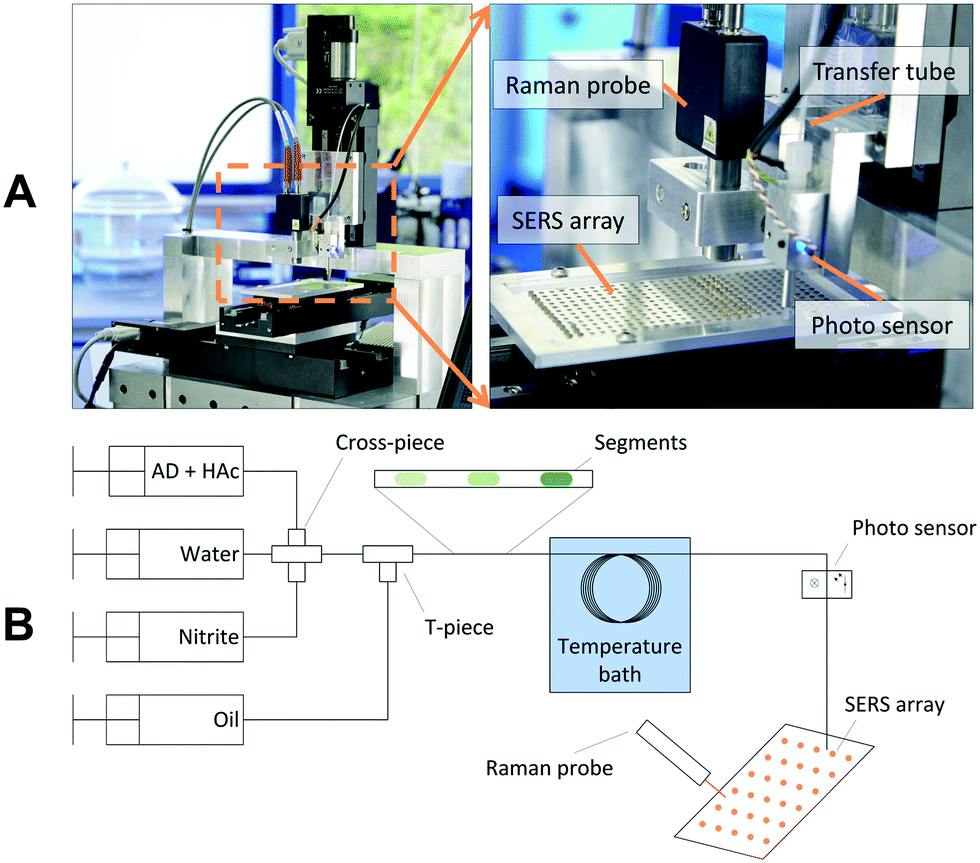 A
Raman probe
Transfer tube
SERS array
Photo sensor
B
Cross-piece
Segments
AD + HAc
Water
Nitrite
Oil
T-piece
Temperature
bath
Photo sensor
SERS array
Raman probe